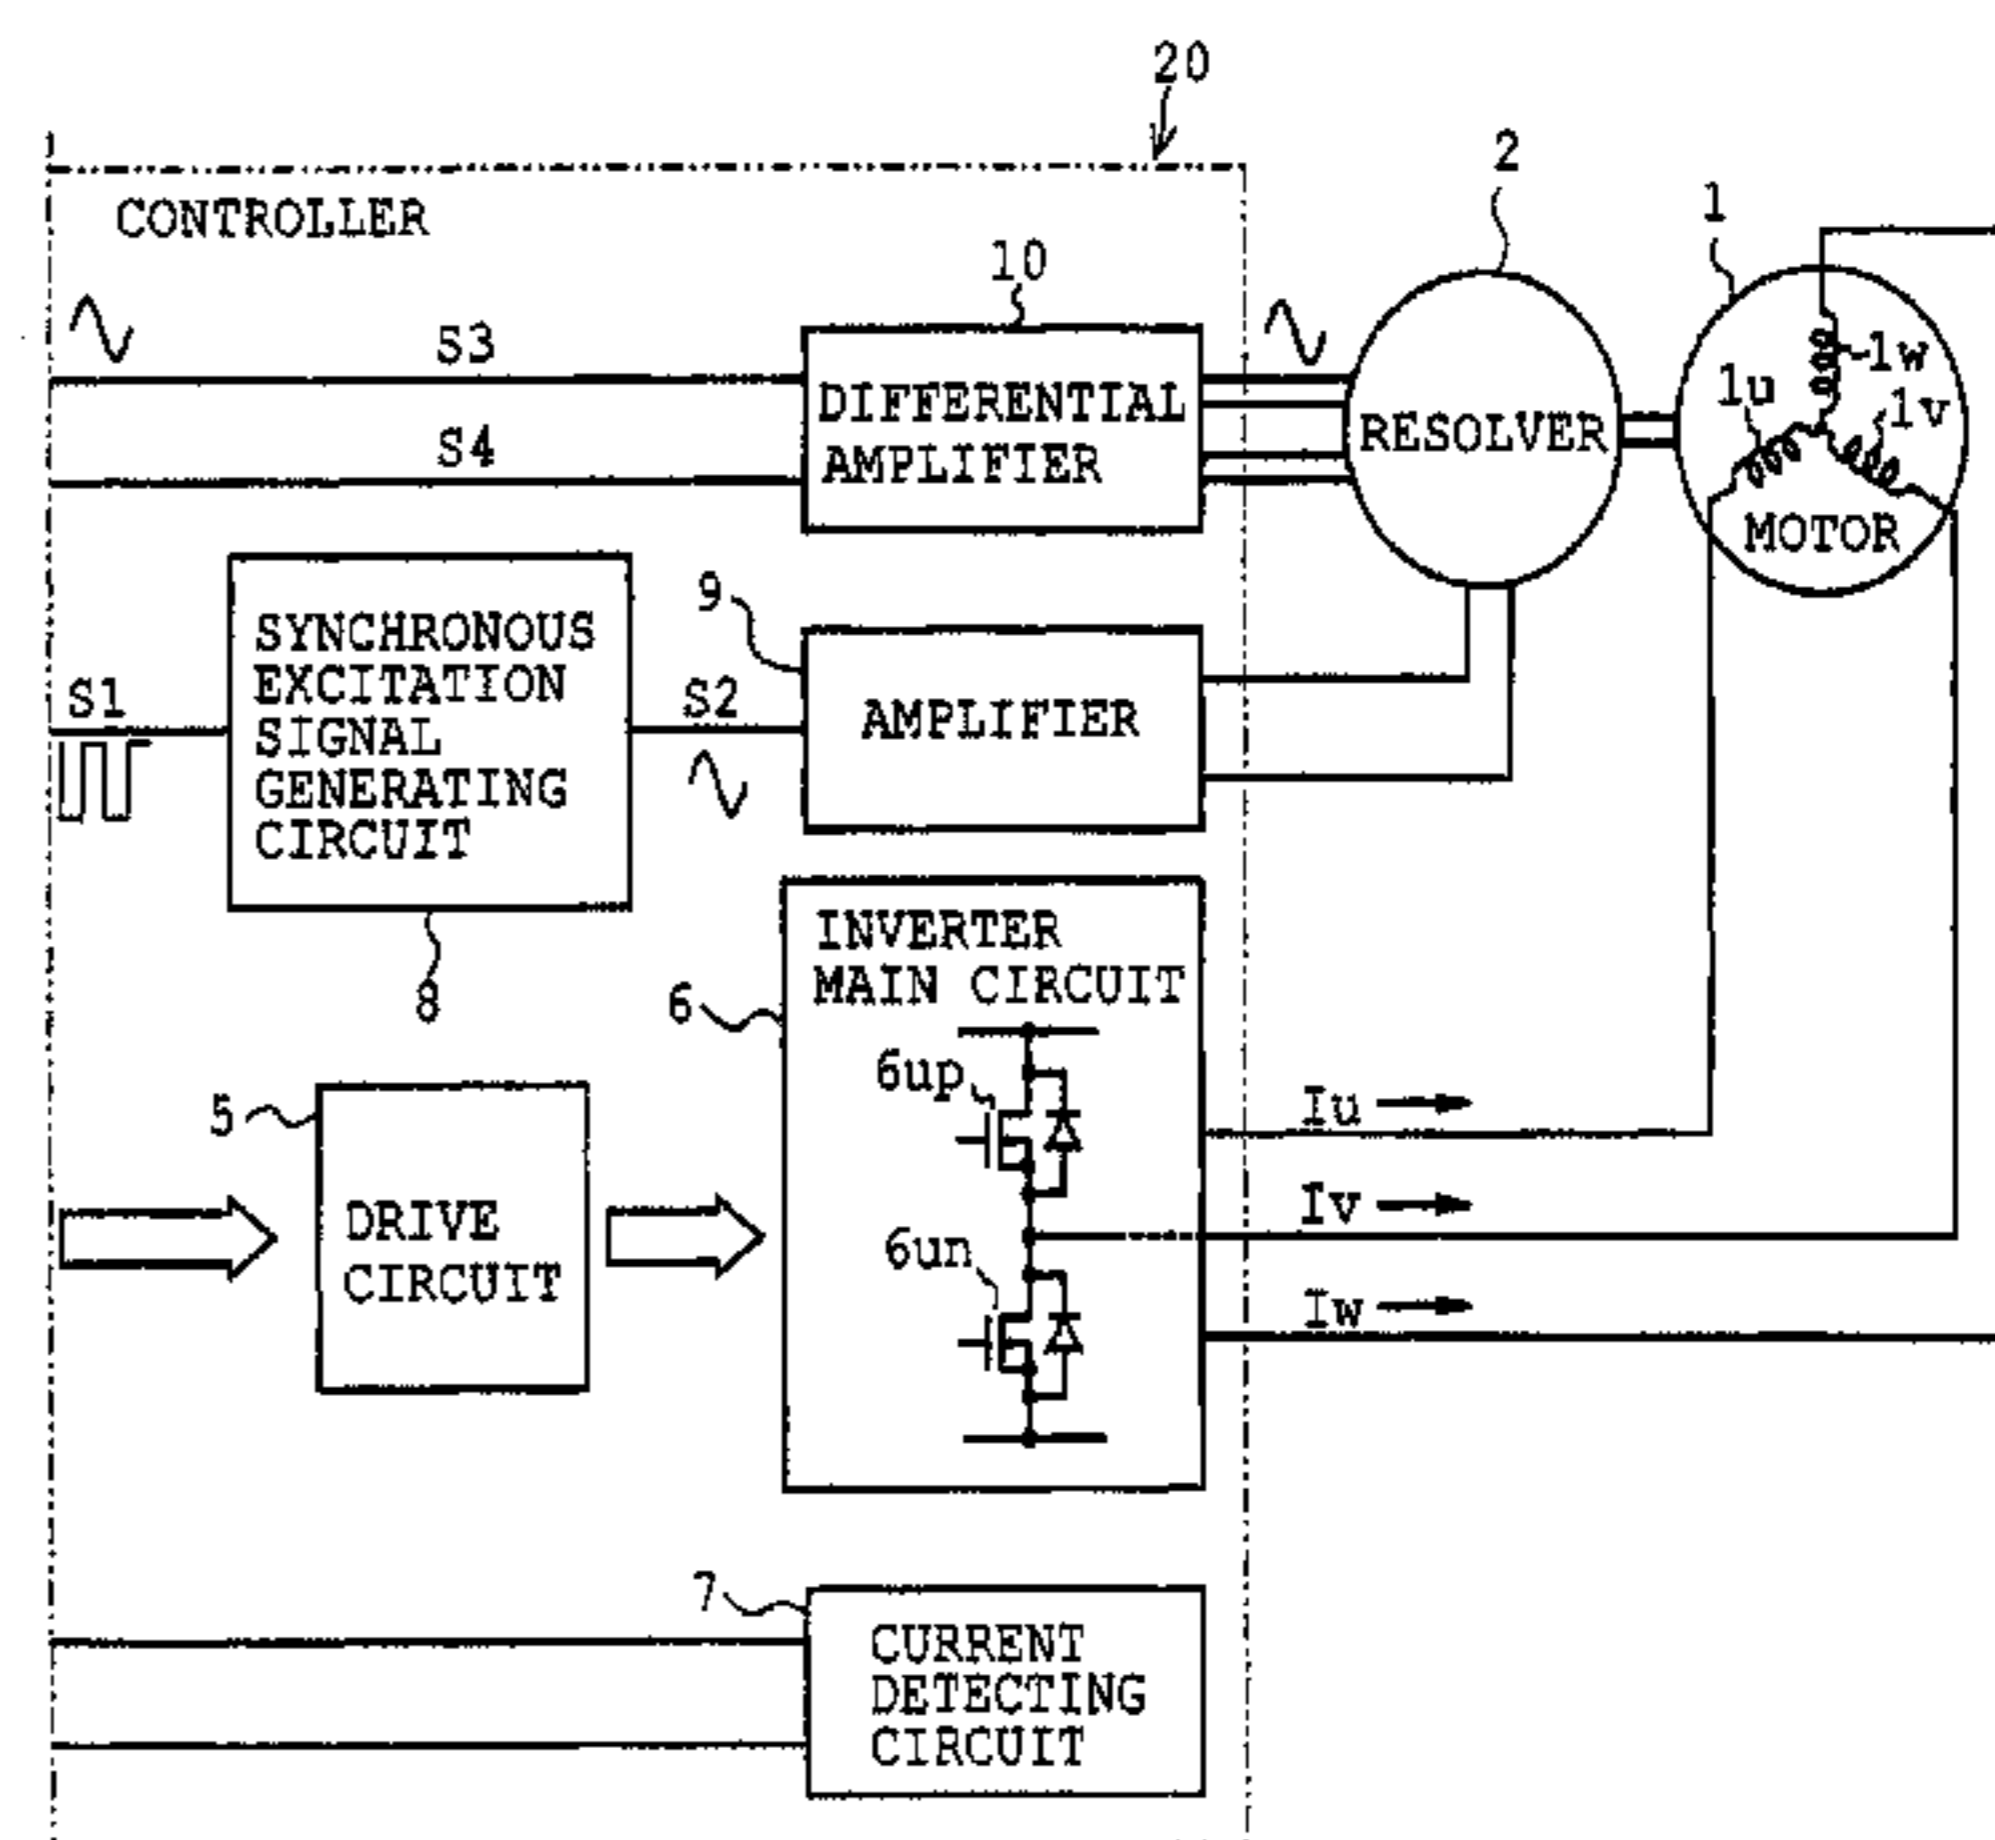 20
CONTROLLER
2
1
10
S3
DIFFERENTIAL
AMPLIFIER
S4
RESOLVER
1w
1u
1v
MOTOR
9
SYNCHRONOUS
EXCITATION
SIGNAL
GENERATING
CIRCUIT
S1
S2
AMPLIFIER
8
INVERTER
MAIN CIRCUIT
6
6up
5
DRIVE
CIRCUIT
6un
Iu
Iv
Iw
7
CURRENT
DETECTING
CIRCUIT